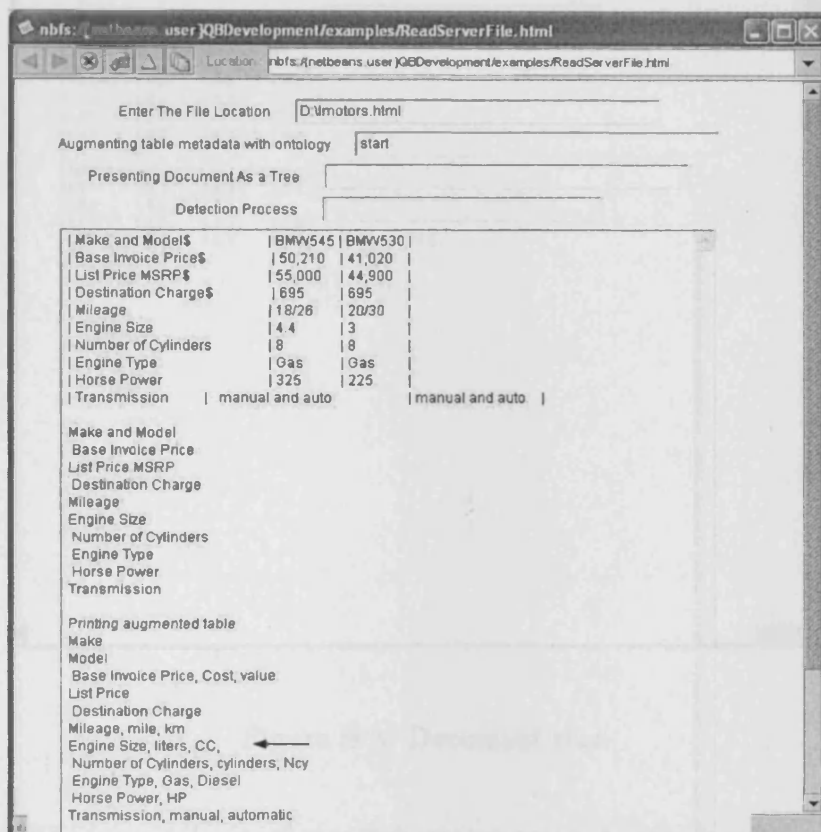 nbfs: user}QBDevelopment/examples/ReadServerFile.html
Location: nbfs:/{netbeans.user}QBDevelopment/examples/ReadServerFile.html
Enter The File Location D:\lmotors.html
Augmenting table metadata with ontology start
Presenting Document As a Tree
Detection Process
| Make and Model$ | BMW545 | BMW530 |
| Base Invoice Price$ | 50,210 | 41,020 |
| List Price MSRP$ | 55,000 | 44,900 |
| Destination Charge$ | 695 | 695 |
| Mileage | 18/26 | 20/30 |
| Engine Size | 4.4 | 3 |
| Number of Cylinders | 8 | 8 |
| Engine Type | Gas | Gas |
| Horse Power | 325 | 225 |
| Transmission | manual and auto | manual and auto |
Make and Model
Base Invoice Price
List Price MSRP
Destination Charge
Mileage
Engine Size
Number of Cylinders
Engine Type
Horse Power
Transmission
Printing augmented table
Make
Model
Base Invoice Price, Cost, value
List Price
Destination Charge
Mileage, mile, km
Engine Size, liters, CC,
Number of Cylinders, cylinders, Ncy
Engine Type, Gas, Diesel
Horse Power, HP
Transmission, manual, automatic